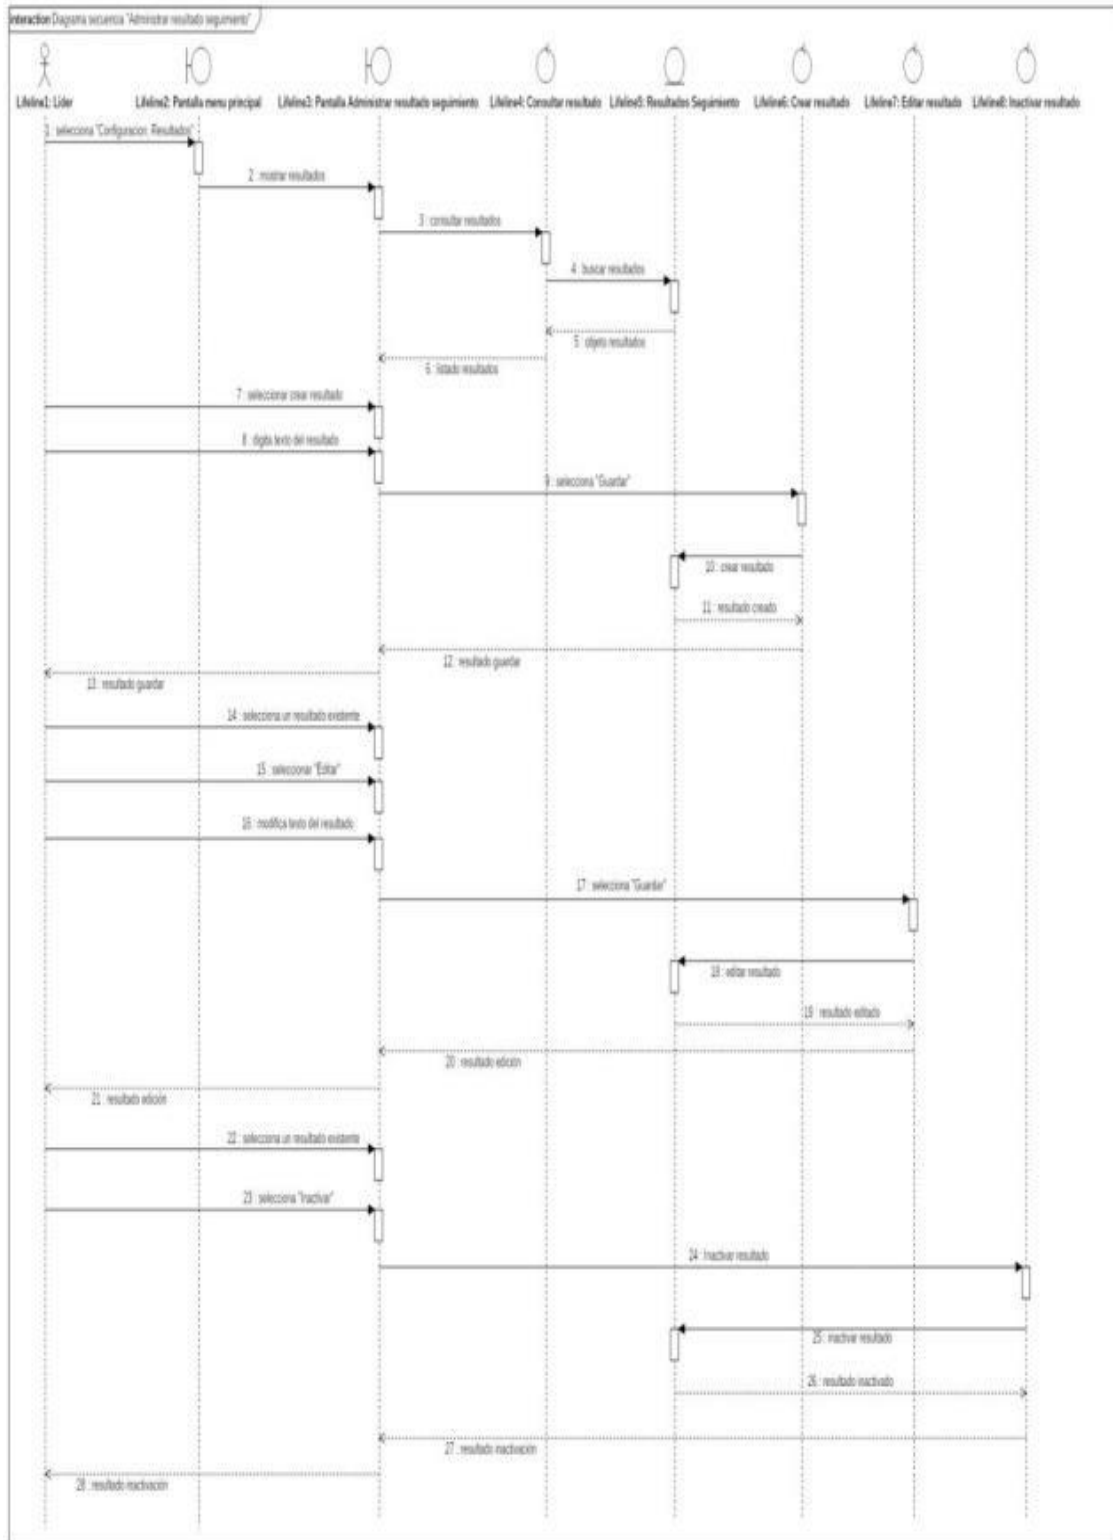 interaction Diagrama secuencia "Administrar resultado seguimiento"
Lifeline1: Lider
Lifeline2: Pantalla menu principal
Lifeline3: Pantalla Administrar resultado seguimiento
Lifeline4: Consultar resultado
Lifeline5: Resultados Seguimiento
Lifeline6: Crear resultado
Lifeline7: Editar resultado
Lifeline8: Inactivar resultado
1 : selecciona "Configuracion. Resultados"
2 : mostrar resultados
3 : consultar resultados
4 : buscar resultados
5 : objeto resultados
6 : listado resultados
7 : seleccionar crear resultado
8 : digita texto del resultado
9 : selecciona "Guardar"
10 : crear resultado
11 : resultado creado
12 : resultado guardar
13 : resultado guardar
14 : selecciona un resultado existente
15 : seleccionar "Editar"
16 : modifica texto del resultado
17 : selecciona "Guardar"
18 : editar resultado
19 : resultado editado
20 : resultado edición
21 : resultado edición
22 : selecciona un resultado existente
23 : selecciona "Inactivar"
24 : Inactivar resultado
25 : inactivar resultado
26 : resultado inactivado
27 : resultado inactivación
28 : resultado inactivación